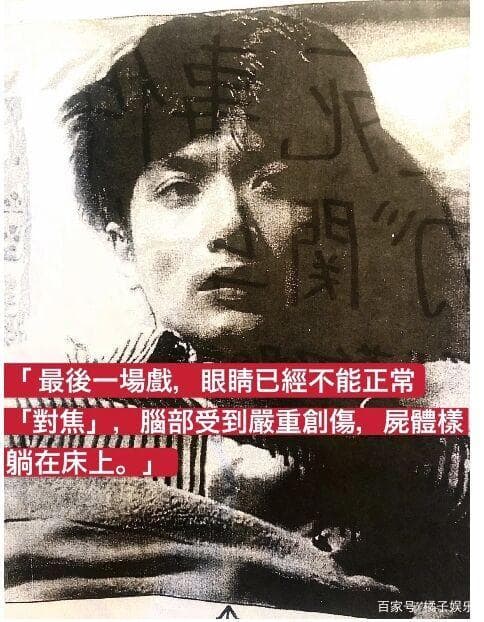 「 最後一場戲，眼睛已經不能正常
「對焦」，腦部受到嚴重創傷，屍體樣
躺在床上。」
百家号/橘子娱乐